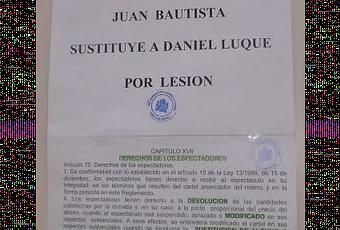 JUAN BAUTISTA
SUSTITUYE A DANIEL LUQUE
POR LESION
CAPITULO XVII
DERECHOS DE LOS ESPECTADORES
Artículo 70. Derechos de los espectadores.
1. De conformidad con lo establecido en el artículo 15 de la Ley 13/1999, de 15 de
diciembre, los espectadores tienen derecho a recibir el espectáculo en su
integridad, en los términos que resulten del cartel anunciador del mismo y en la
forma prevista en este Reglamento.
4. Los espectadores tienen derecho a la DEVOLUCION de las cantidades
satisfechas por la entrada y en su caso, a la parte proporcional del precio del
abono, cuando el espectáculo sea suspendido, aplazado o MODIFICADO en sus
aspectos sustanciales. A esos efectos, se entenderá modificado el cartel en sus